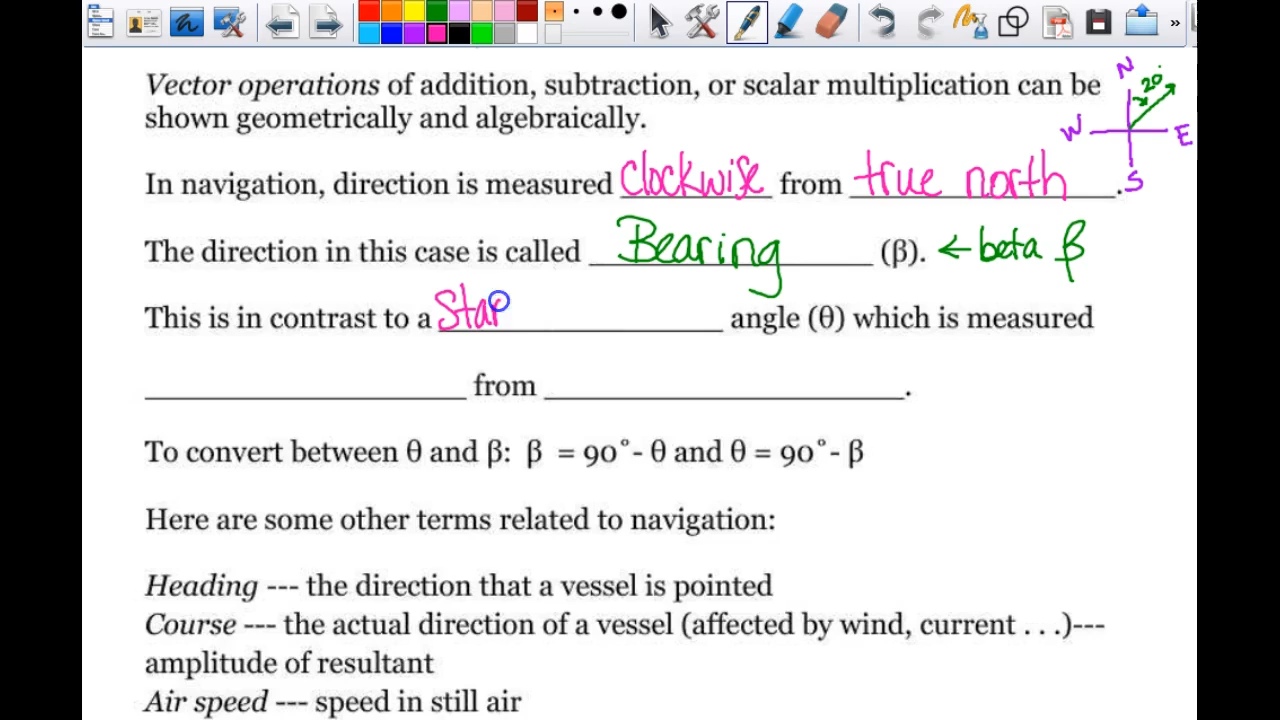 Vector operations of addition, subtraction, or scalar multiplication can be
shown geometrically and algebraically.
N
20°
W
E
S
In navigation, direction is measured clockwise from true north.
The direction in this case is called Bearing (β). ← beta β
This is in contrast to a Star angle (θ) which is measured
from .
To convert between θ and β: β = 90° - θ and θ = 90° - β
Here are some other terms related to navigation:
Heading --- the direction that a vessel is pointed
Course --- the actual direction of a vessel (affected by wind, current . . .)---
amplitude of resultant
Air speed --- speed in still air